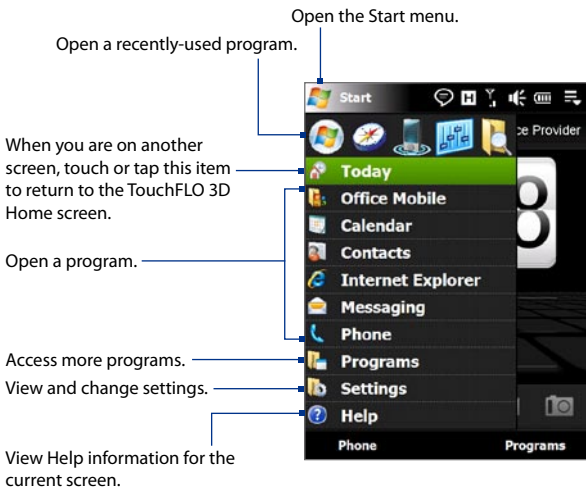 Open the Start menu.
Open a recently-used program.
Start
ce Provider
When you are on another
screen, touch or tap this item
to return to the TouchFLO 3D
Home screen.
Today
Office Mobile
Calendar
Open a program.
Contacts
Internet Explorer
Messaging
Phone
Access more programs.
Programs
View and change settings.
Settings
Help
Phone
Programs
View Help information for the
current screen.